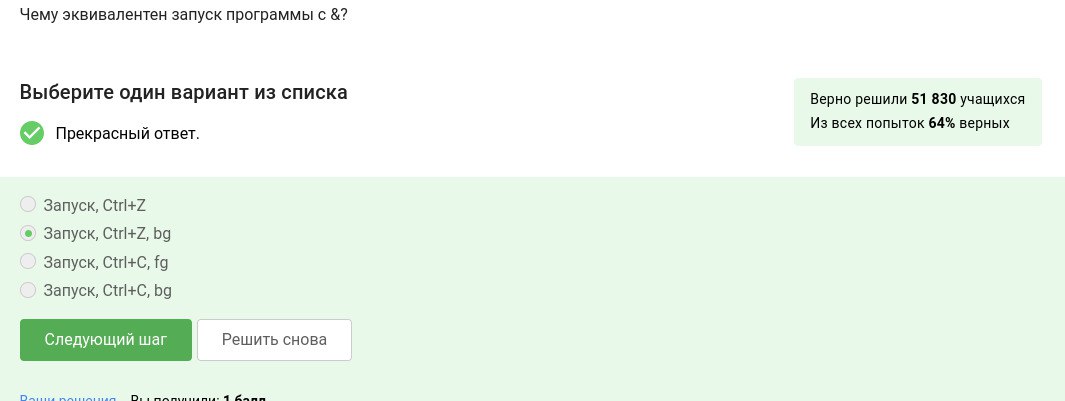 Чему эквивалентен запуск программы с &?
Выберите один вариант из списка
Верно решили 51 830 учащихся
Из всех попыток 64% верных
Прекрасный ответ.
Запуск, Ctrl+Z
Запуск, Ctrl+Z, bg
Запуск, Ctrl+C, fg
Запуск, Ctrl+C, bg
Следующий шаг
Решить снова
Ваши решения Вы получили: 1 балл